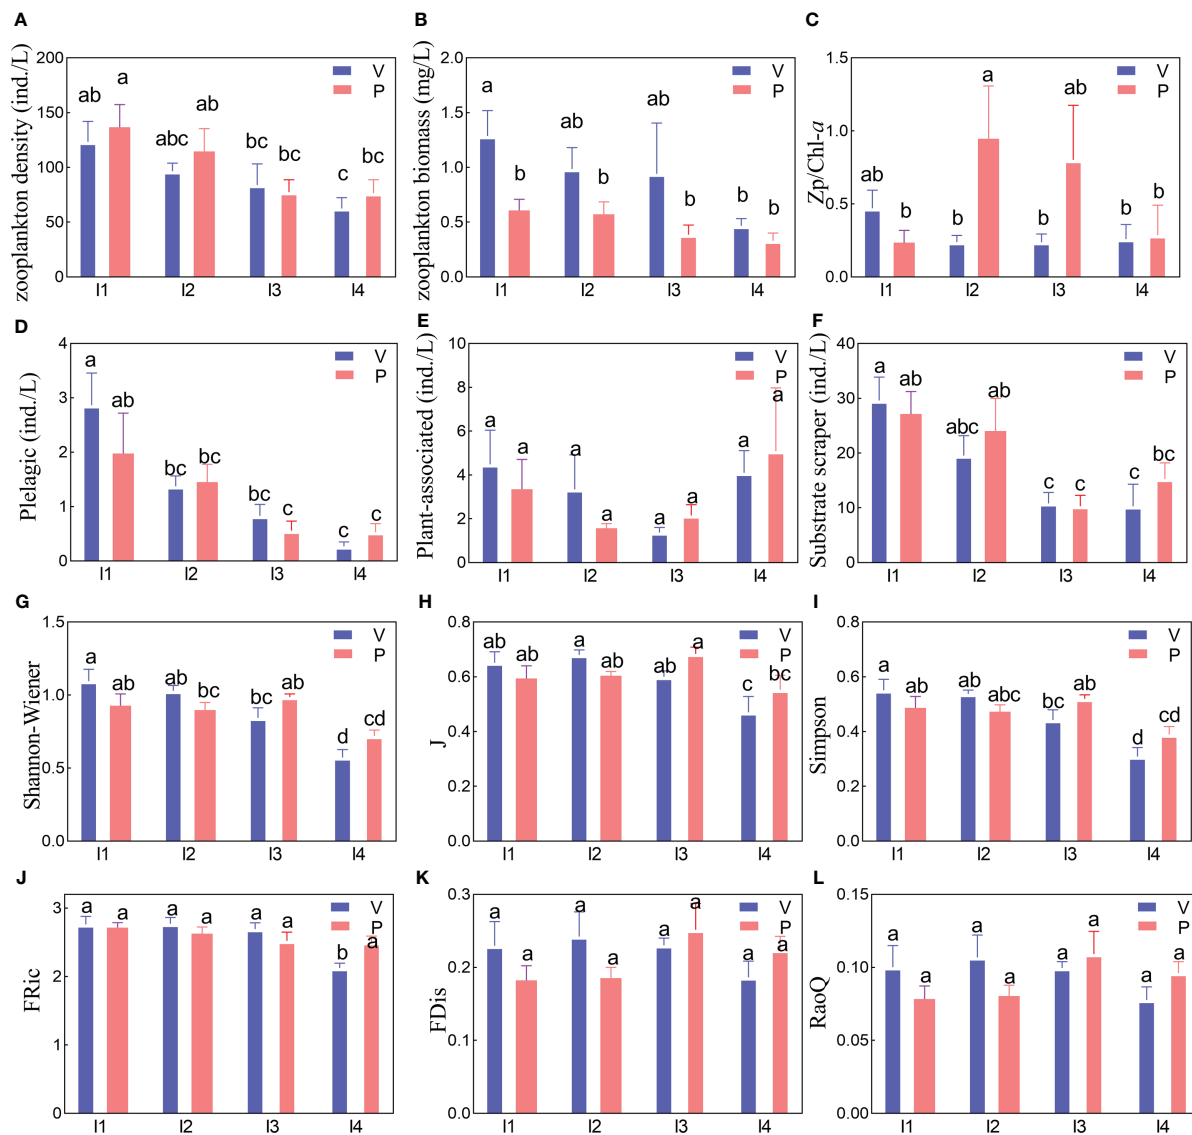 A
zooplankton density (ind./L)
200
150
100
50
0
V
P
ab
a
abc
ab
bc
bc
c
bc
I1
I2
I3
I4
B
zooplankton biomass (mg/L)
2.0
1.5
1.0
0.5
0.0
V
P
a
b
ab
b
ab
b
b
b
I1
I2
I3
I4
C
Zp/Chl-a
1.5
1.0
0.5
0.0
V
P
ab
b
b
a
b
ab
b
b
I1
I2
I3
I4
D
Plelagic (ind./L)
4
3
2
1
0
V
P
a
ab
bc
bc
bc
c
c
c
I1
I2
I3
I4
E
Plant-associated (ind./L)
10
8
6
4
2
0
V
P
a
a
a
a
a
a
a
a
I1
I2
I3
I4
F
Substrate scraper (ind./L)
40
30
20
10
0
V
P
a
ab
abc
ab
c
c
c
bc
I1
I2
I3
I4
G
Shannon-Wiener
1.5
1.0
0.5
0.0
V
P
a
ab
ab
bc
bc
ab
d
cd
I1
I2
I3
I4
H
J
0.8
0.6
0.4
0.2
0.0
V
P
ab
ab
a
ab
ab
a
c
bc
I1
I2
I3
I4
I
Simpson
0.8
0.6
0.4
0.2
0.0
V
P
a
ab
ab
abc
bc
ab
d
cd
I1
I2
I3
I4
J
FRic
3
2
1
0
V
P
a
a
a
a
a
a
b
a
I1
I2
I3
I4
K
FDis
0.3
0.2
0.1
0.0
V
P
a
a
a
a
a
a
a
a
I1
I2
I3
I4
L
RaoQ
0.15
0.10
0.05
0.00
V
P
a
a
a
a
a
a
a
a
I1
I2
I3
I4